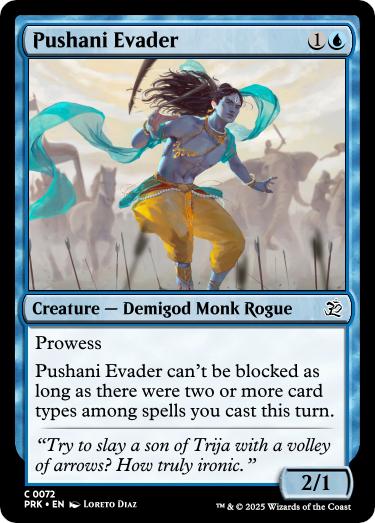 Pushani Evader 1
Creature — Demigod Monk Rogue
Prowess
Pushani Evader can't be blocked as
long as there were two or more card
types among spells you cast this turn.
“Try to slay a son of Trija with a volley
of arrows? How truly ironic.”
2/1
C 0072
PRK • EN Loreto Diaz
™ & © 2025 Wizards of the Coast